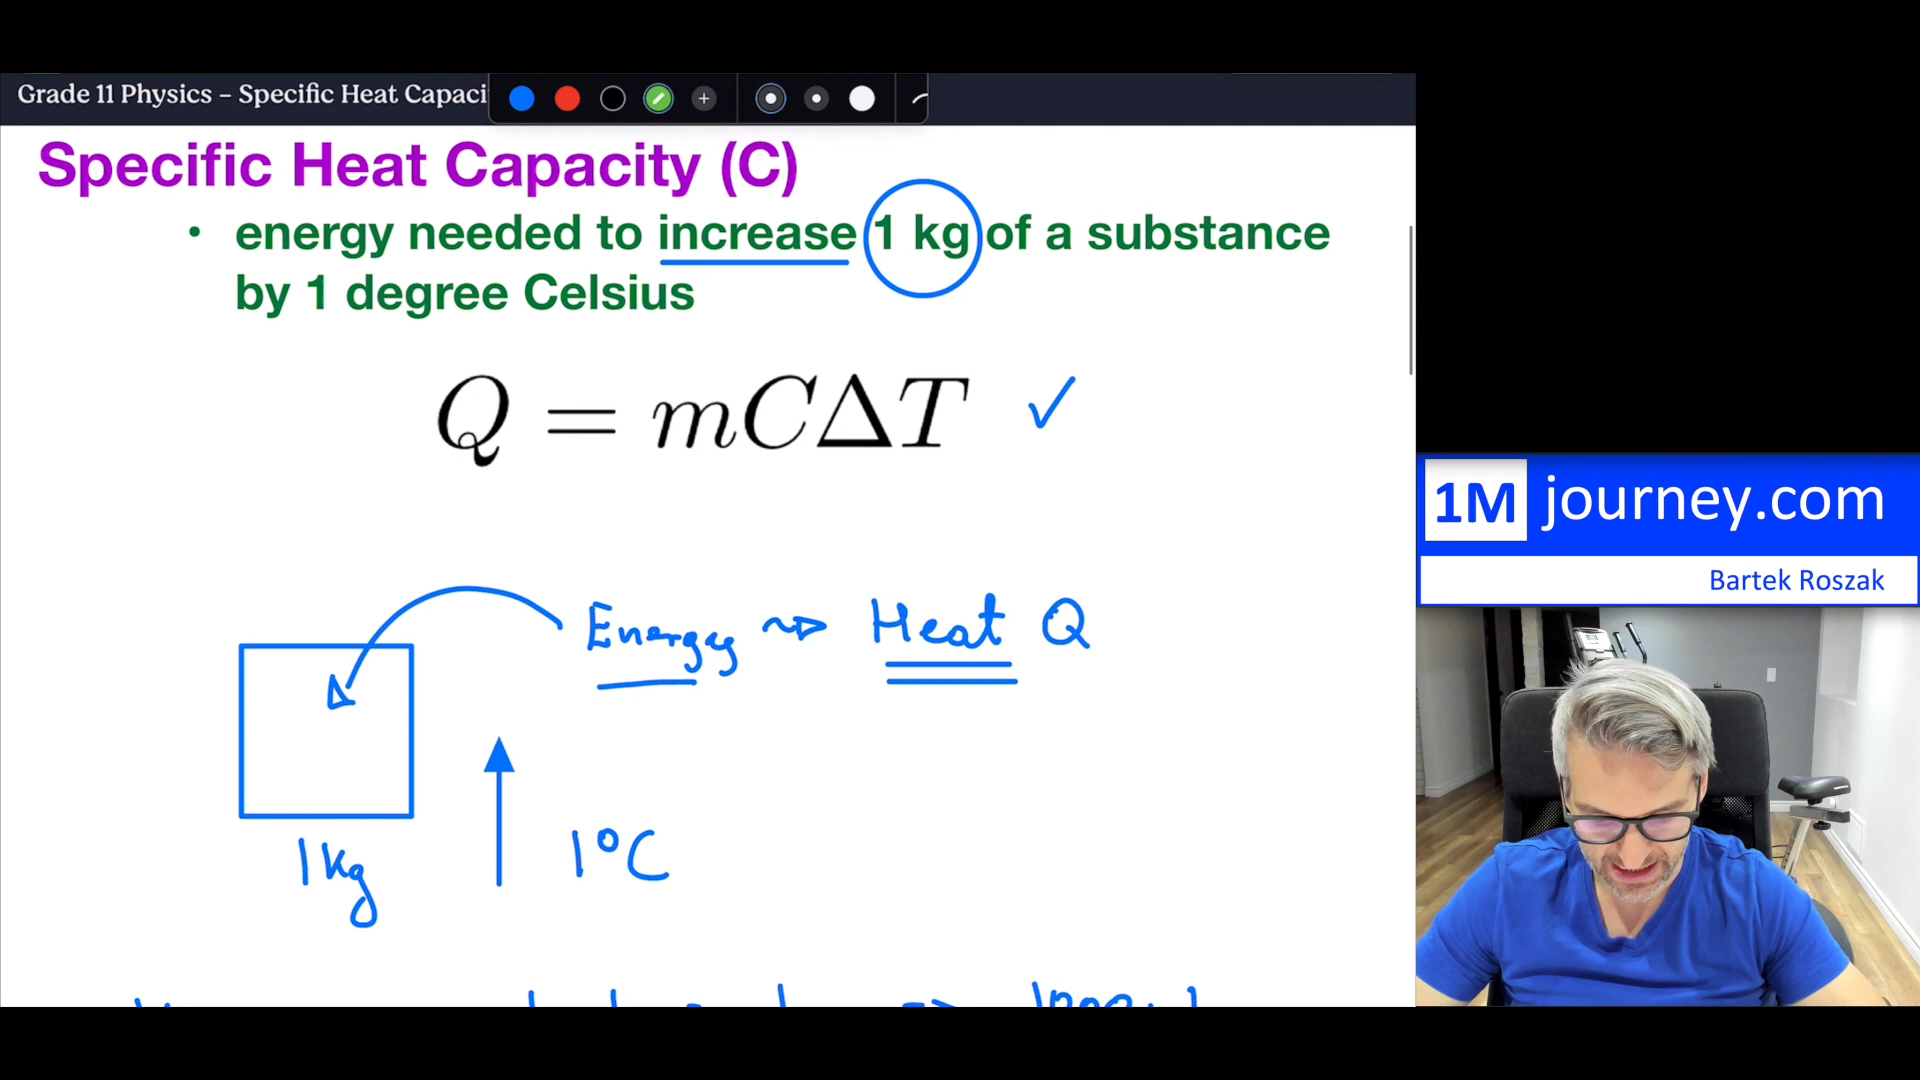 Grade 11 Physics – Specific Heat Capaci
Specific Heat Capacity (C)
• energy needed to increase 1 kg of a substance
by 1 degree Celsius
Q = mCΔT ✓
1M journey.com
Bartek Roszak
Energy ⇝ Heat Q
1kg
1°C